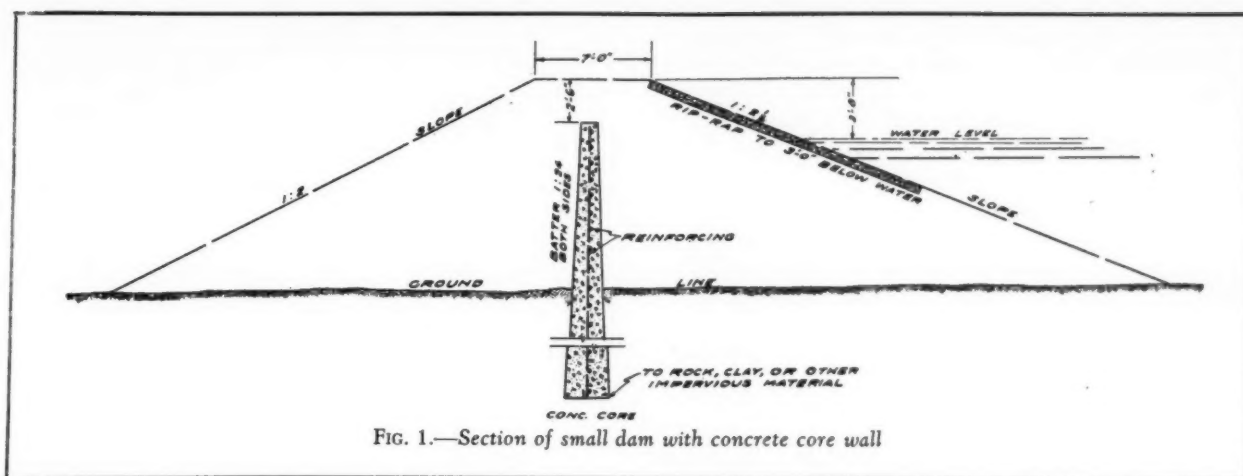 7'-0"
2'-6"
SLOPE
1:2
1:2½
RIP-RAP TO 3'-0" BELOW WATER
WATER LEVEL
BATTER 1:24
BOTH SIDES
REINFORCING
SLOPE
GROUND LINE
TO ROCK, CLAY, OR OTHER
IMPERVIOUS MATERIAL
CONC. CORE
FIG. 1.—Section of small dam with concrete core wall